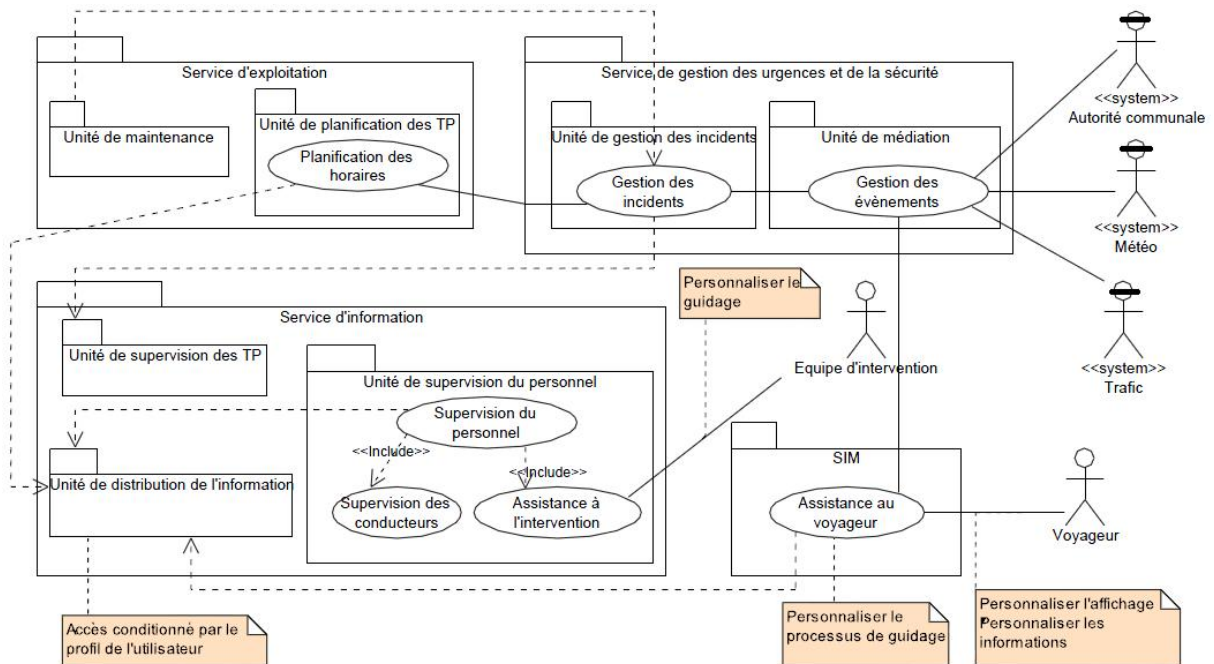 Service d'exploitation
Unité de maintenance
Unité de planification des TP
Planification des
horaires
Service de gestion des urgences et de la sécurité
Unité de gestion des incidents
Gestion des
incidents
Unité de médiation
Gestion des
évènements
<<system>>
Autorité communale
<<system>>
Météo
<<system>>
Trafic
Service d'information
Unité de supervision des TP
Unité de supervision du personnel
Supervision du
personnel
<<Include>>
<<Include>>
Supervision des
conducteurs
Assistance à
l'intervention
Unité de distribution de l'information
Personnaliser le
guidage
Equipe d'intervention
SIM
Assistance au
voyageur
Voyageur
Accès conditionné par le
profil de l'utilisateur
Personnaliser le
processus de guidage
Personnaliser l'affichage
Personnaliser les
informations